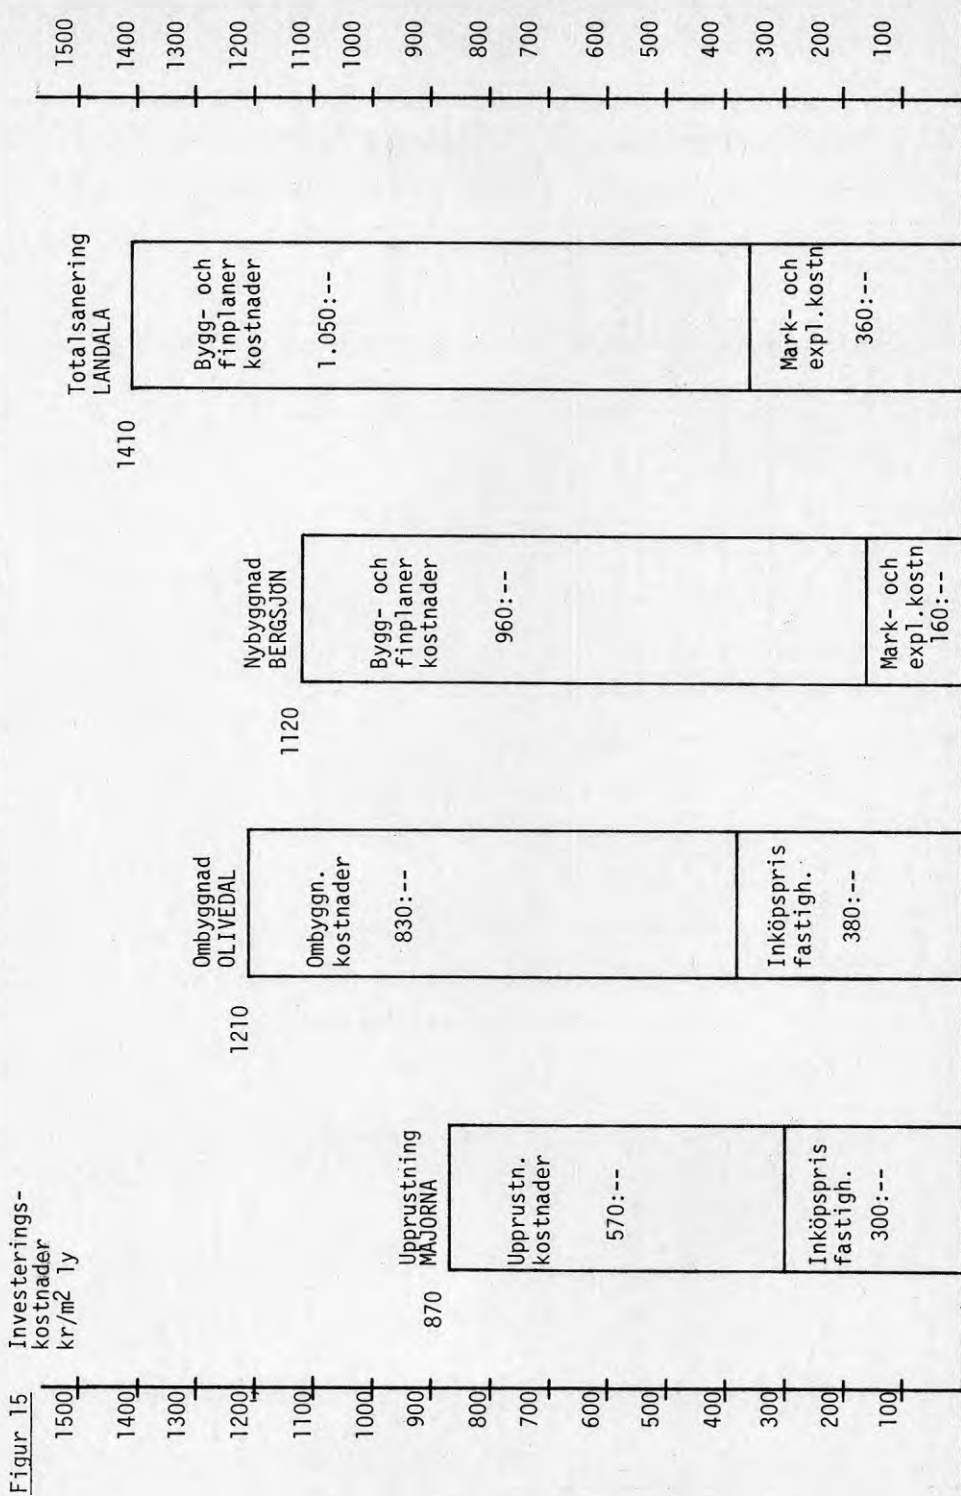 Figur 15
Investerings-
kostnader
kr/m² ly
1500
1400
1300
1200
1100
1000
900
800
700
600
500
400
300
200
100
870
Upprustning
MAJORNA
Upprustn.
kostnader
570:--
Inköpspris
fastigh.
300:--
1210
Ombyggnad
OLIVEDAL
Ombyggn.
kostnader
830:--
Inköpspris
fastigh.
380:--
1120
Nybyggnad
BERGSJÖN
Bygg- och
finplaner
kostnader
960:--
Mark- och
expl.kostn
160:--
1410
Totalsanering
LANDALA
Bygg- och
finplaner
kostnader
1.050:--
Mark- och
expl.kostn
360:--
1500
1400
1300
1200
1100
1000
900
800
700
600
500
400
300
200
100